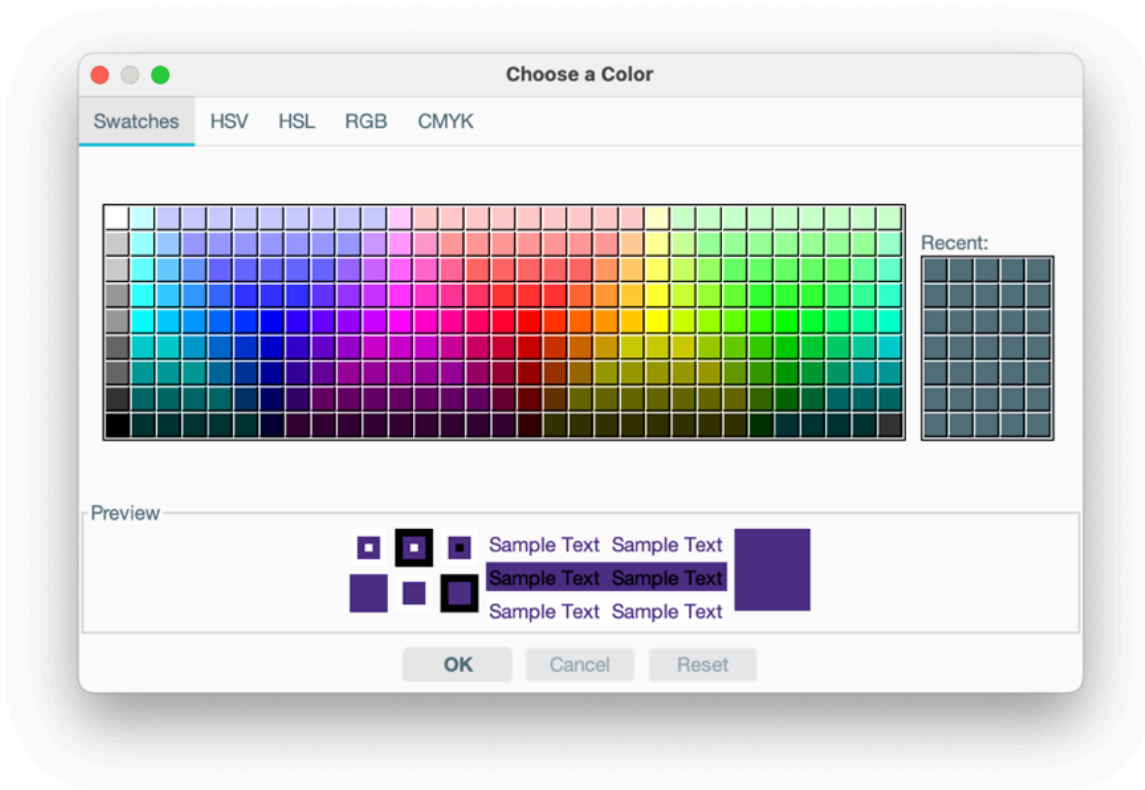 Choose a Color
Swatches HSV HSL RGB CMYK
Recent:
Preview
Sample Text Sample Text
Sample Text Sample Text
Sample Text Sample Text
OK Cancel Reset